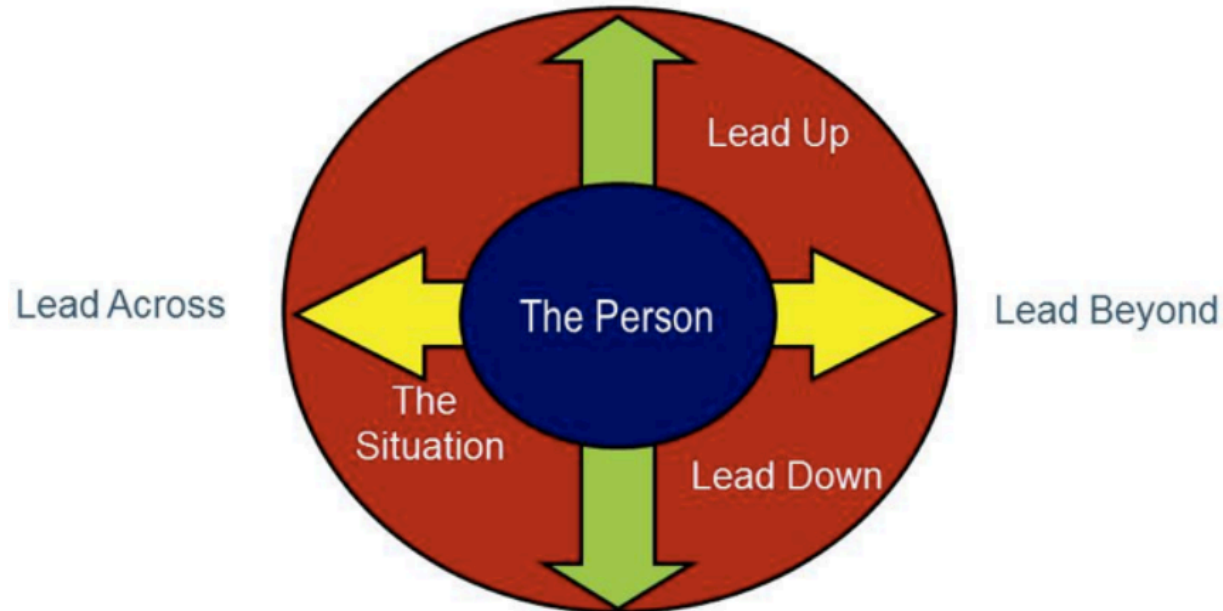 Lead Up
Lead Across
The Person
Lead Beyond
The
Situation
Lead Down